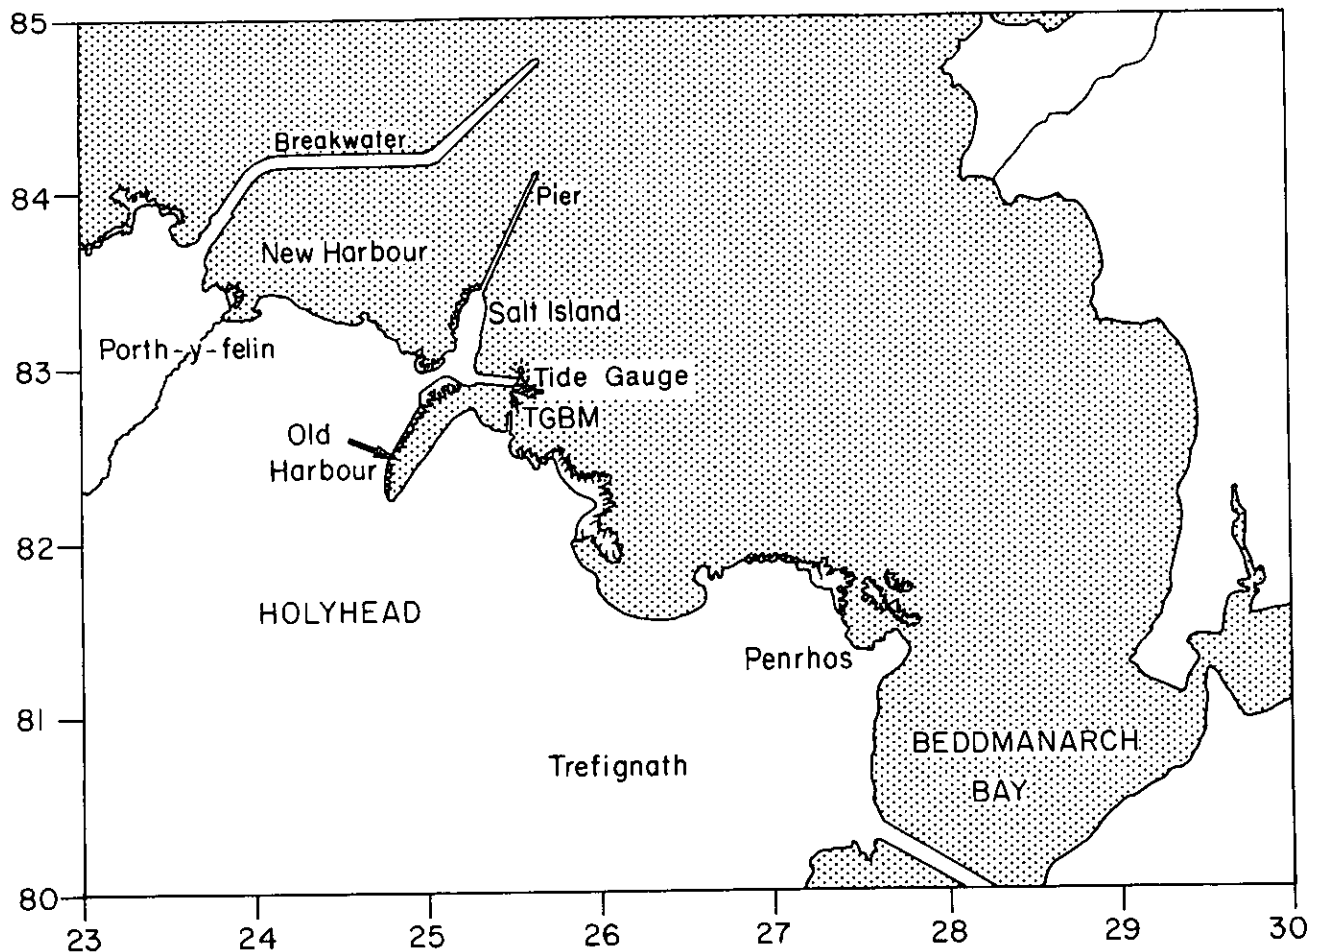 85
Breakwater
84
Pier
New Harbour
Salt Island
Porth-y-felin
83
Tide Gauge
TGBM
Old
Harbour
82
HOLYHEAD
Penrhos
81
BEDDMANARCH
BAY
Trefignath
80
23 24 25 26 27 28 29 30